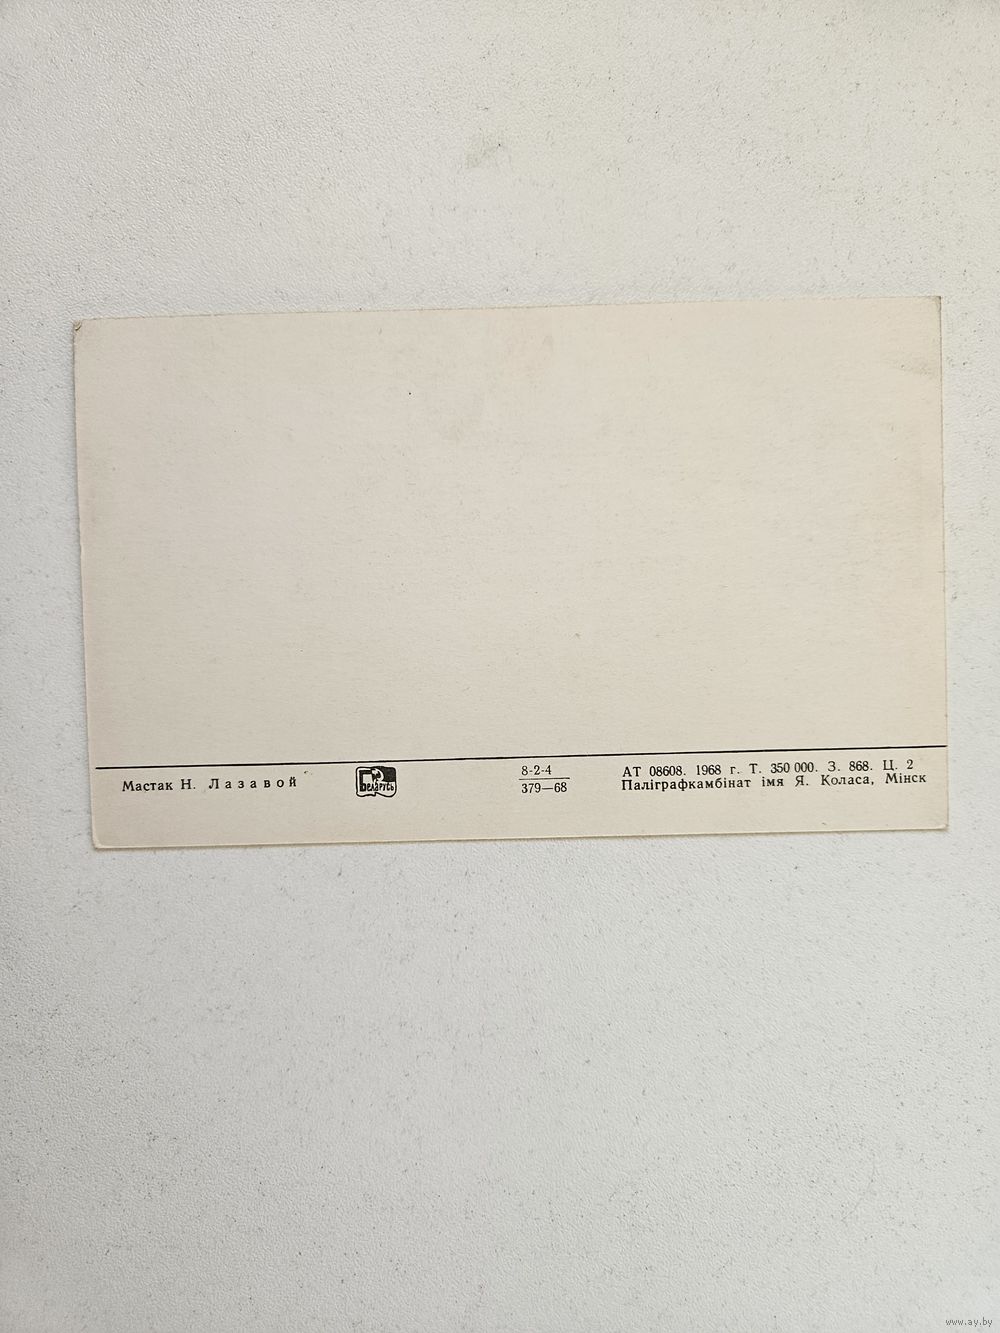 Мастак Н. Лазавой
Беларусь
8-2-4
379—68
АТ 08608. 1968 г. Т. 350 000. З. 868. Ц. 2
Паліграфкамбінат імя Я. Коласа, Мінск
www.ay.by